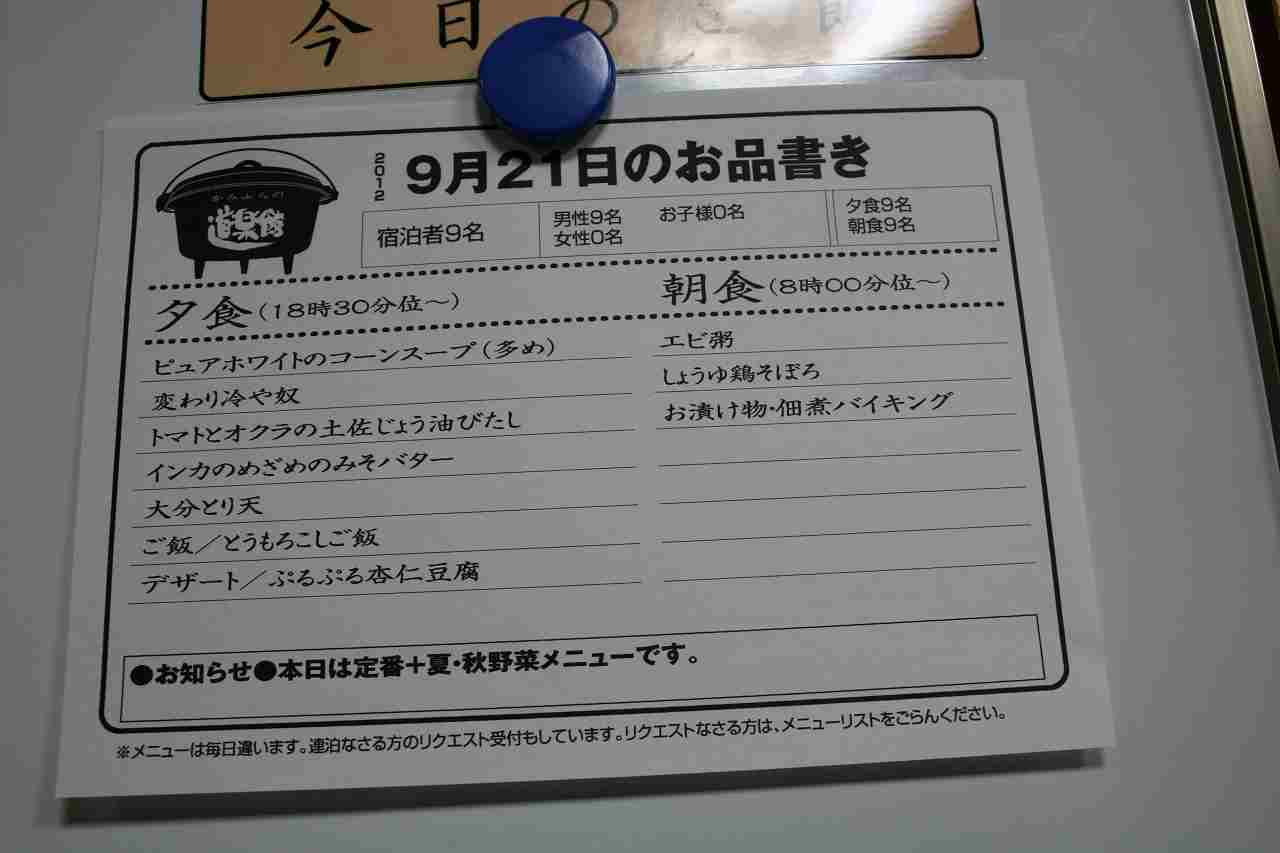 今日の
2012
9月21日のお品書き
道楽館
宿泊者9名
男性9名 お子様0名
女性0名
夕食9名
朝食9名
夕食(18時30分位〜)
ピュアホワイトのコーンスープ(多め)
変わり冷や奴
トマトとオクラの土佐じょう油びたし
インカのめざめのみそバター
大分とり天
ご飯／とうもろこしご飯
デザート／ぷるぷる杏仁豆腐
朝食(8時00分位〜)
エビ粥
しょうゆ鶏そぼろ
お漬け物・佃煮バイキング
●お知らせ●本日は定番＋夏・秋野菜メニューです。
※メニューは毎日違います。連泊なさる方のリクエスト受付もしています。リクエストなさる方は、メニューリストをごらんください。